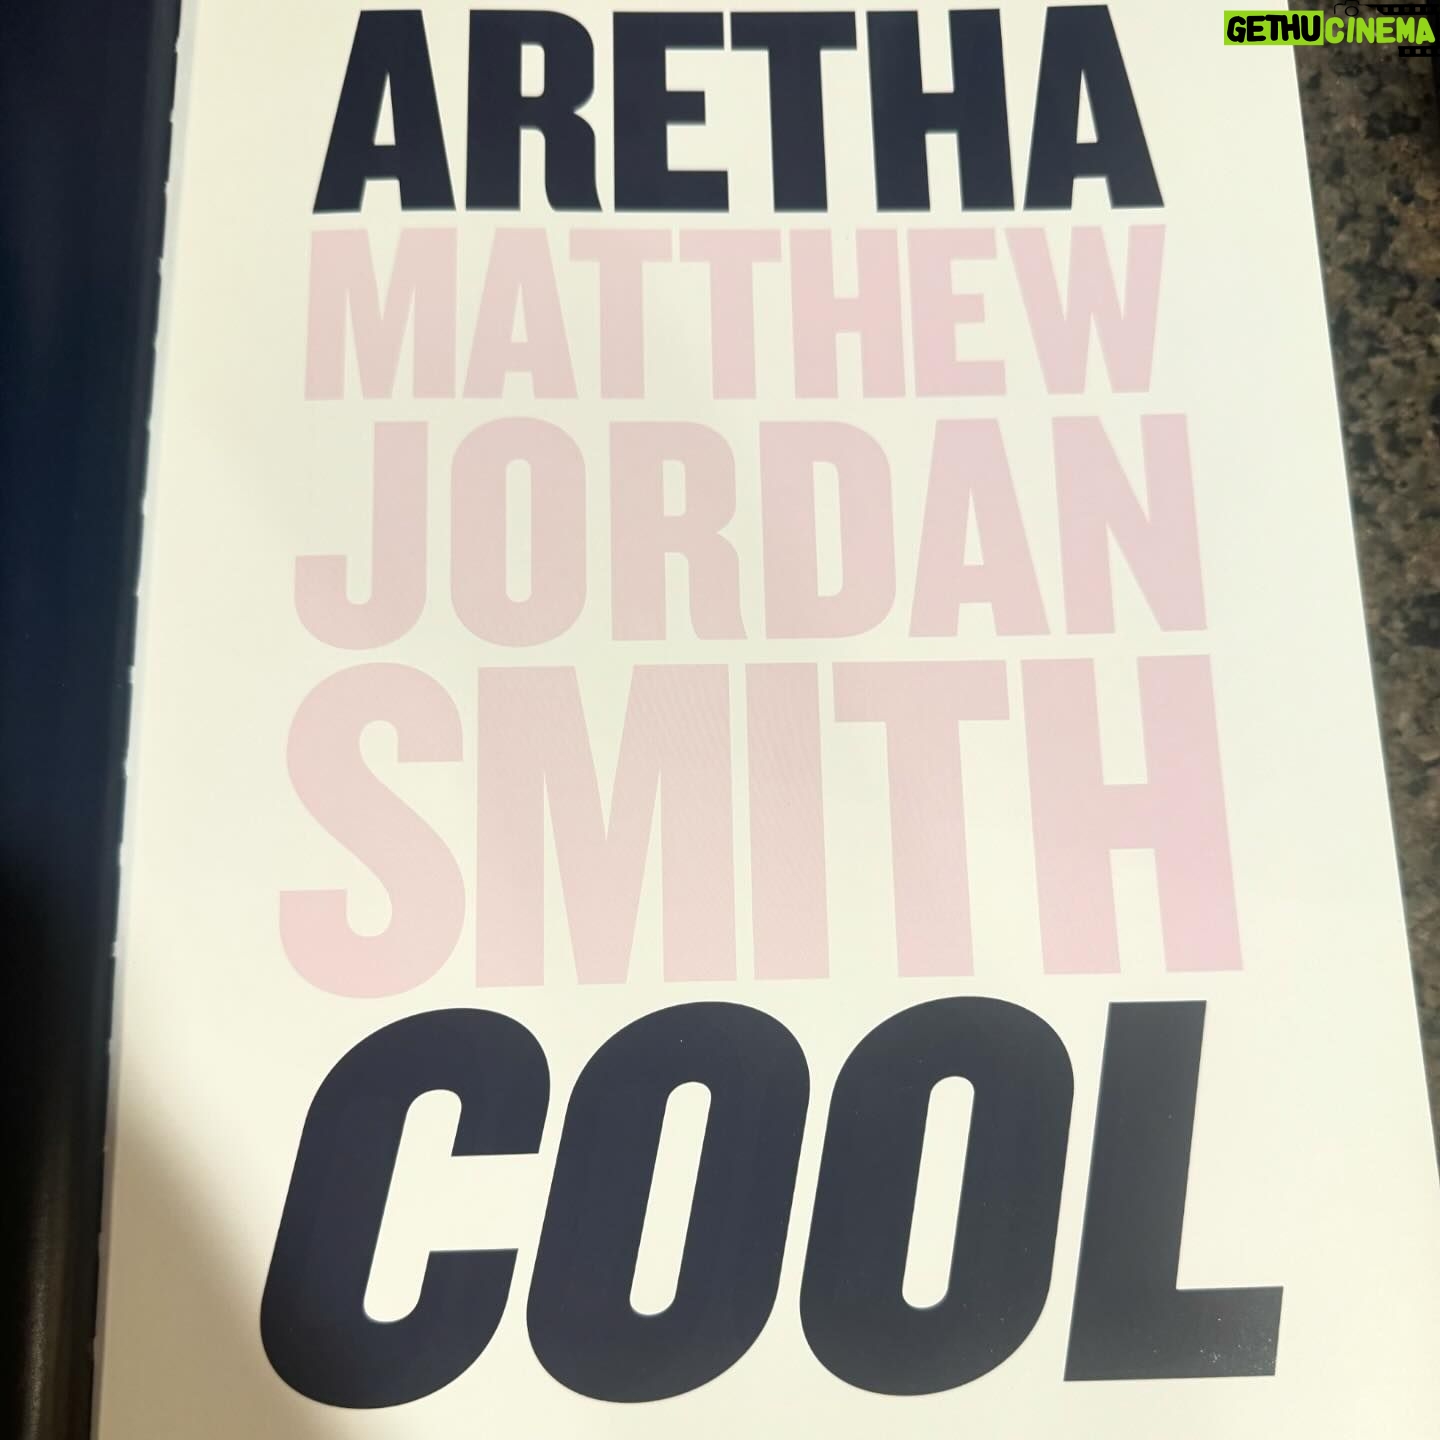 GETHUCINEMA
ARETHA
MATTHEW
JORDAN
SMITH
COOL